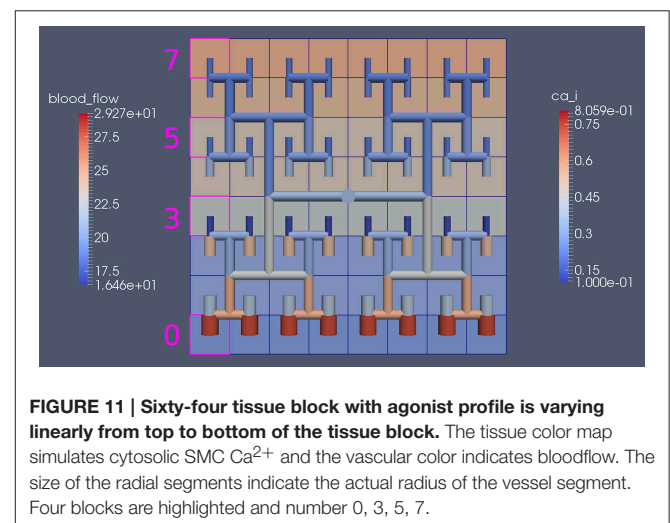 7
5
3
0
blood_flow
2.927e+01
27.5
25
22.5
20
17.5
1.646e+01
ca_i
8.059e-01
0.75
0.6
0.45
0.3
0.15
1.000e-01
FIGURE 11 | Sixty-four tissue block with agonist profile is varying
linearly from top to bottom of the tissue block. The tissue color map
simulates cytosolic SMC Ca²⁺ and the vascular color indicates bloodflow. The
size of the radial segments indicate the actual radius of the vessel segment.
Four blocks are highlighted and number 0, 3, 5, 7.